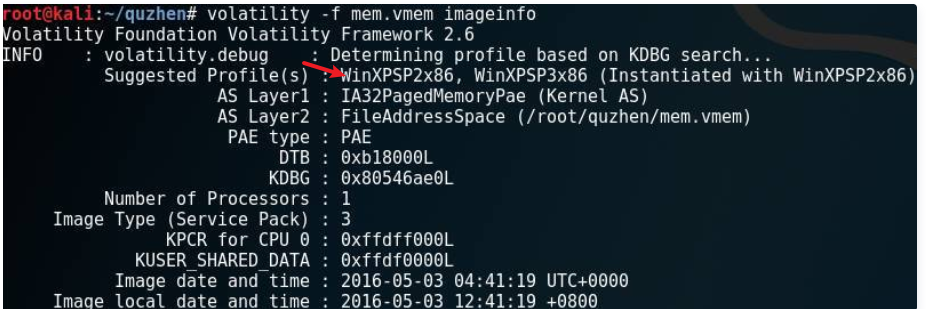 root@kali:~/quzhen# volatility -f mem.vmem imageinfo
Volatility Foundation Volatility Framework 2.6
INFO    : volatility.debug    : Determining profile based on KDBG search...
Suggested Profile(s) : WinXPSP2x86, WinXPSP3x86 (Instantiated with WinXPSP2x86)
AS Layer1 : IA32PagedMemoryPae (Kernel AS)
AS Layer2 : FileAddressSpace (/root/quzhen/mem.vmem)
PAE type : PAE
DTB : 0xb18000L
KDBG : 0x80546ae0L
Number of Processors : 1
Image Type (Service Pack) : 3
KPCR for CPU 0 : 0xffdff000L
KUSER_SHARED_DATA : 0xffdf0000L
Image date and time : 2016-05-03 04:41:19 UTC+0000
Image local date and time : 2016-05-03 12:41:19 +0800